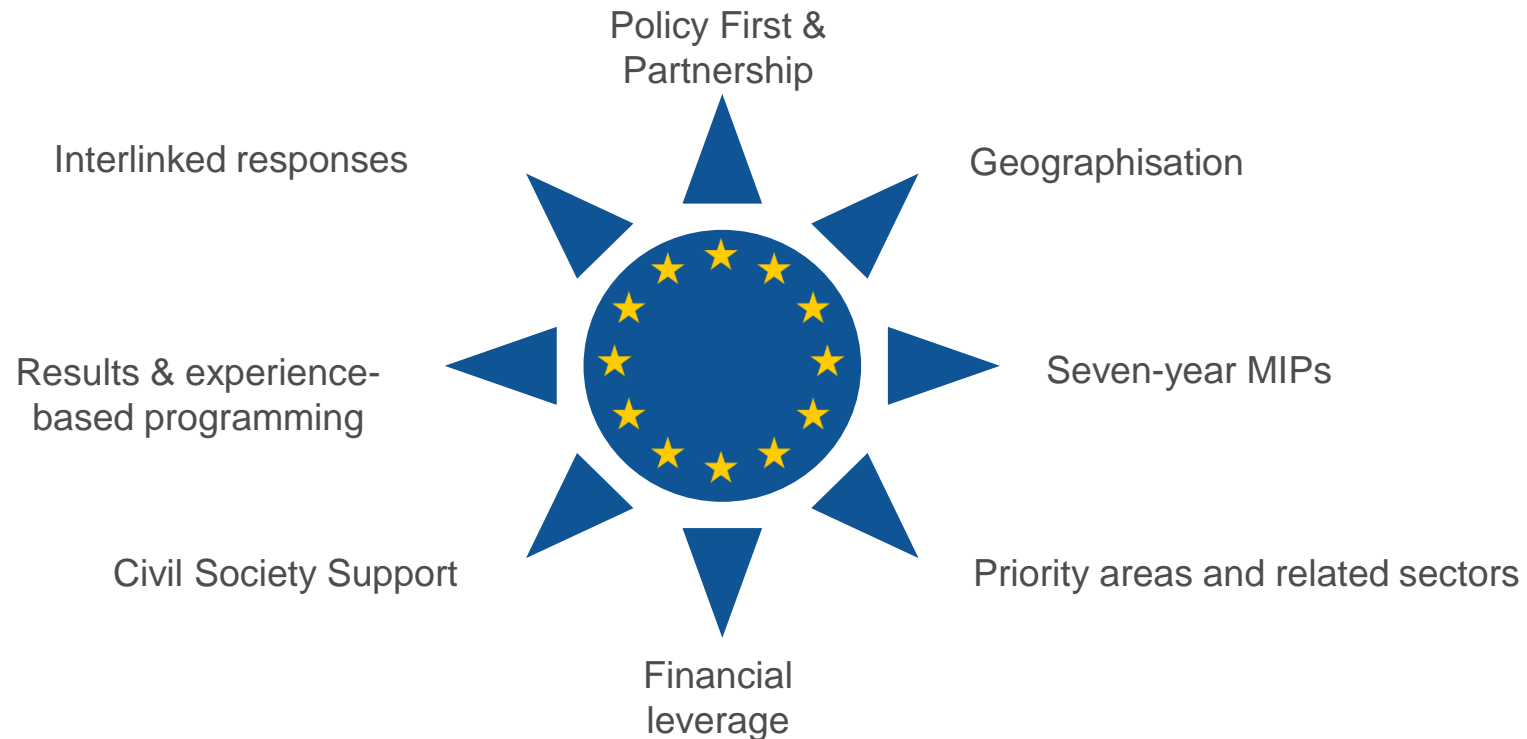 Policy First &
Partnership
Interlinked responses
Geographisation
Results & experience-
based programming
Seven-year MIPs
Civil Society Support
Priority areas and related sectors
Financial
leverage